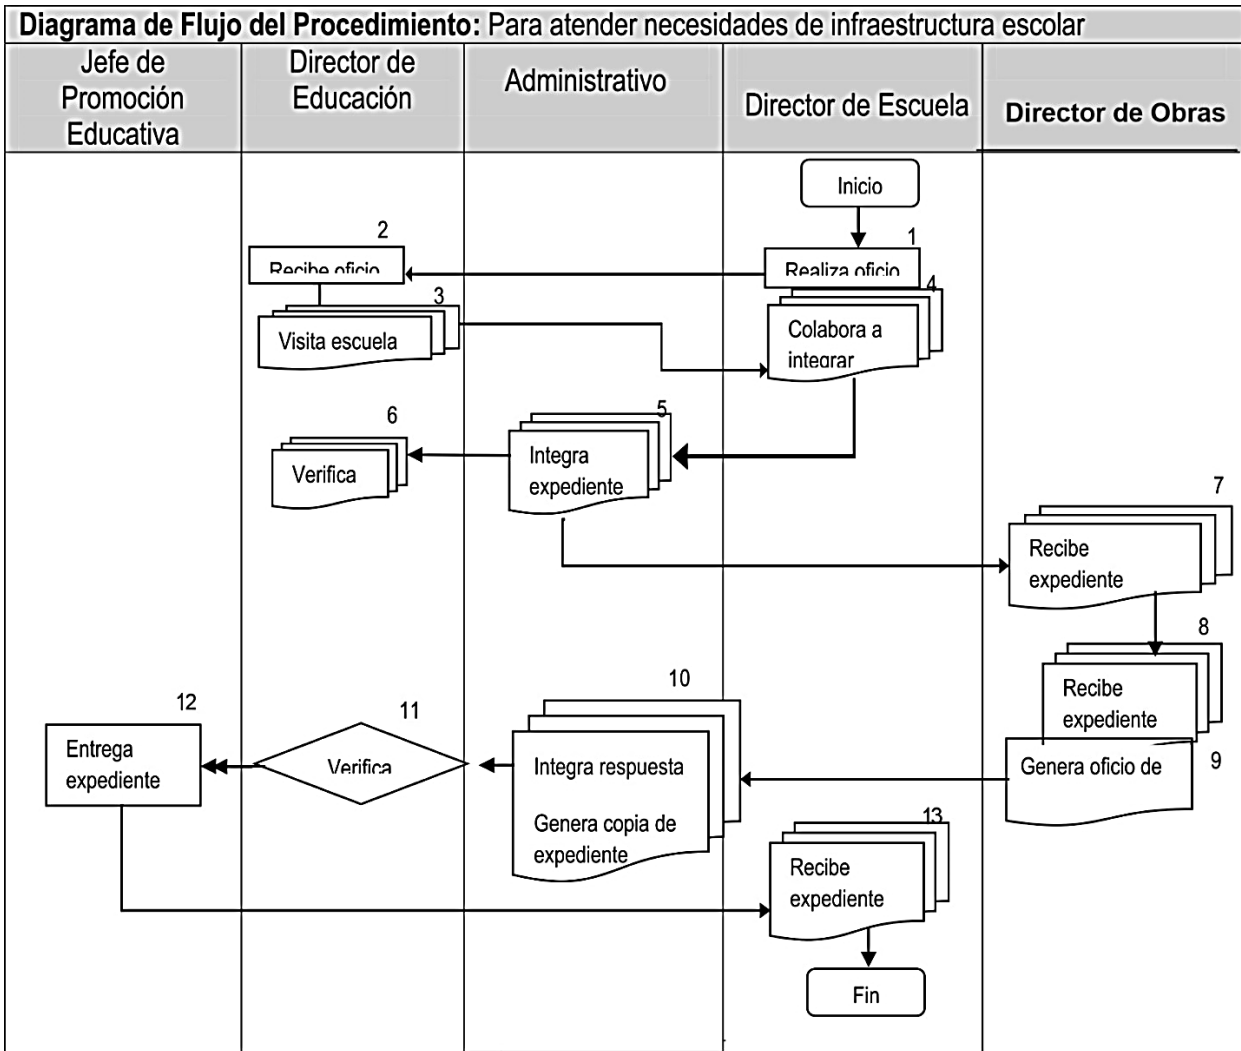 Diagrama de Flujo del Procedimiento: Para atender necesidades de infraestructura escolar
Jefe de
Promoción
Educativa
Director de
Educación
Administrativo
Director de Escuela
Director de Obras
Inicio
1
Realiza oficio
2
Recibe oficio
3
Visita escuela
4
Colabora a
integrar
5
Integra
expediente
6
Verifica
7
Recibe
expediente
8
Recibe
expediente
9
Genera oficio de
10
Integra respuesta
Genera copia de
expediente
11
Verifica
12
Entrega
expediente
13
Recibe
expediente
Fin